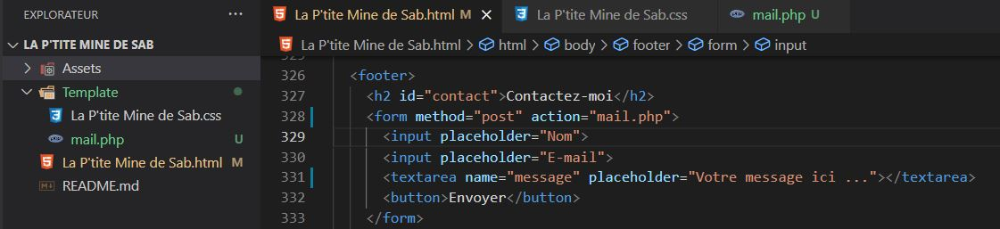 EXPLORATEUR
LA P'TITE MINE DE SAB
Assets
Template
La P'tite Mine de Sab.css
mail.php U
La P'tite Mine de Sab.html M
README.md
La P'tite Mine de Sab.html M
La P'tite Mine de Sab.css
mail.php U
La P'tite Mine de Sab.html > html > body > footer > form > input
326 <footer>
327 <h2 id="contact">Contactez-moi</h2>
328 <form method="post" action="mail.php">
329 <input placeholder="Nom">
330 <input placeholder="E-mail">
331 <textarea name="message" placeholder="Votre message ici ..."></textarea>
332 <button>Envoyer</button>
333 </form>